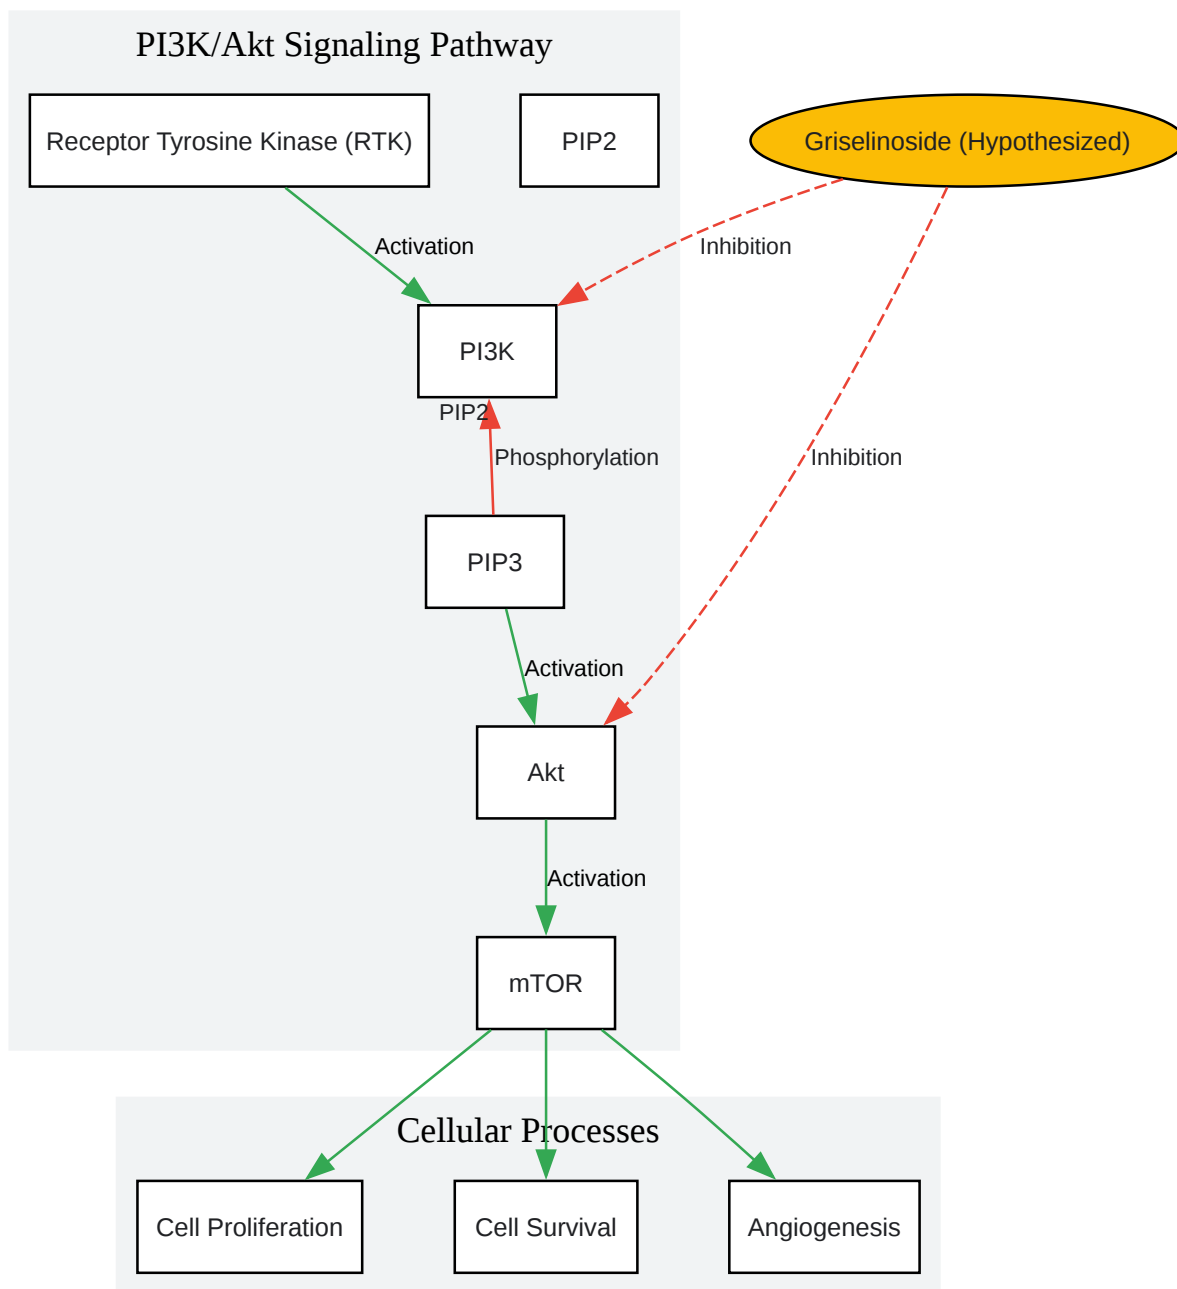 PI3K/Akt Signaling Pathway
Receptor Tyrosine Kinase (RTK)
PIP2
Griselinoside (Hypothesized)
Activation
Inhibition
PI3K
PIP2
Phosphorylation
Inhibition
PIP3
Activation
Akt
Activation
mTOR
Cellular Processes
Cell Proliferation
Cell Survival
Angiogenesis